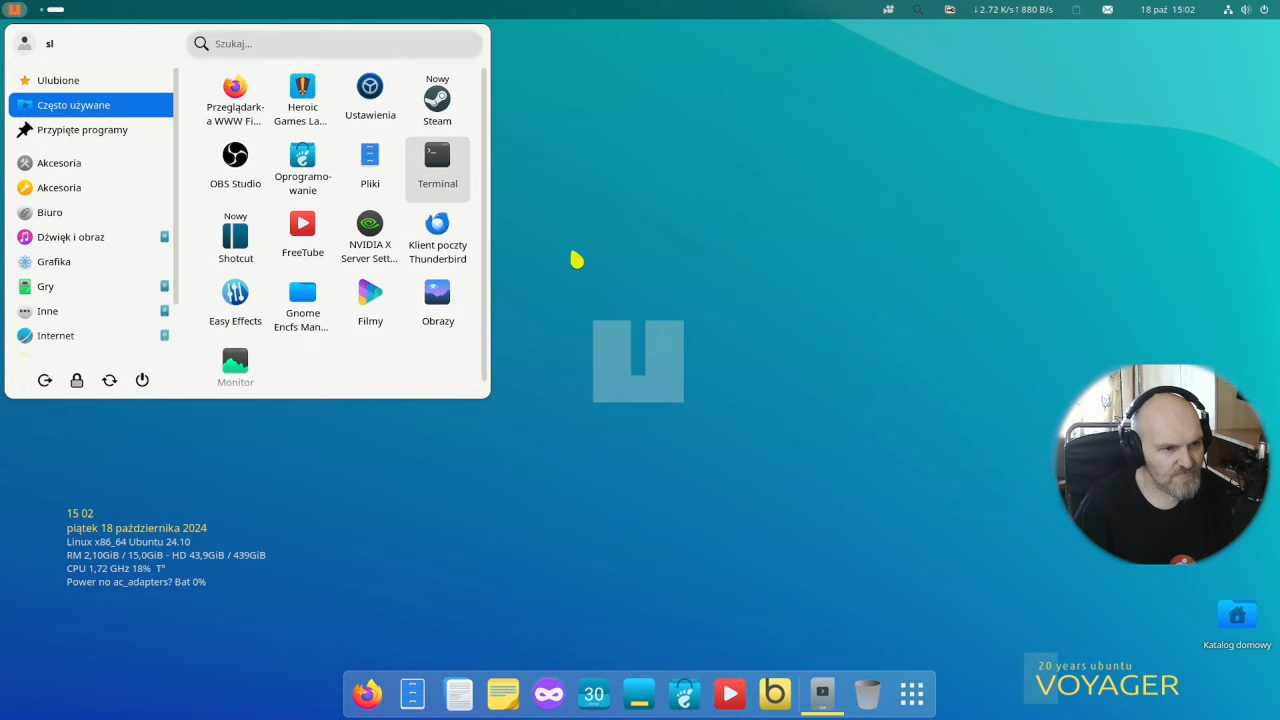 ↓ 2.72 K/s ↑ 880 B/s
18 paź 15:02
sl
Szukaj...
Ulubione
Często używane
Przypięte programy
Akcesoria
Akcesoria
Biuro
Dźwięk i obraz
Grafika
Gry
Inne
Internet
Przeglądark-
a WWW Fi...
Heroic
Games La...
Ustawienia
Nowy
Steam
OBS Studio
Oprogramo-
wanie
Pliki
Terminal
Nowy
Shotcut
FreeTube
NVIDIA X
Server Sett...
Klient poczty
Thunderbird
Easy Effects
Gnome
Encfs Man...
Filmy
Obrazy
Monitor
15 02
piątek 18 października 2024
Linux x86_64 Ubuntu 24.10
RM 2,10GiB / 15,0GiB - HD 43,9GiB / 439GiB
CPU 1,72 GHz 18% T°
Power no ac_adapters? Bat 0%
Katalog domowy
20 years ubuntu
VOYAGER
30